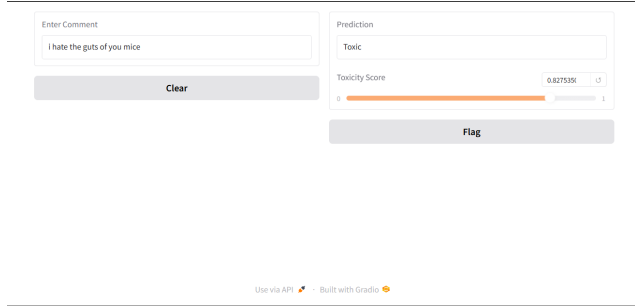 Enter Comment
i hate the guts of you mice
Clear
Prediction
Toxic
Toxicity Score
0.8275358
0
1
Flag
Use via API 🚀 · Built with Gradio